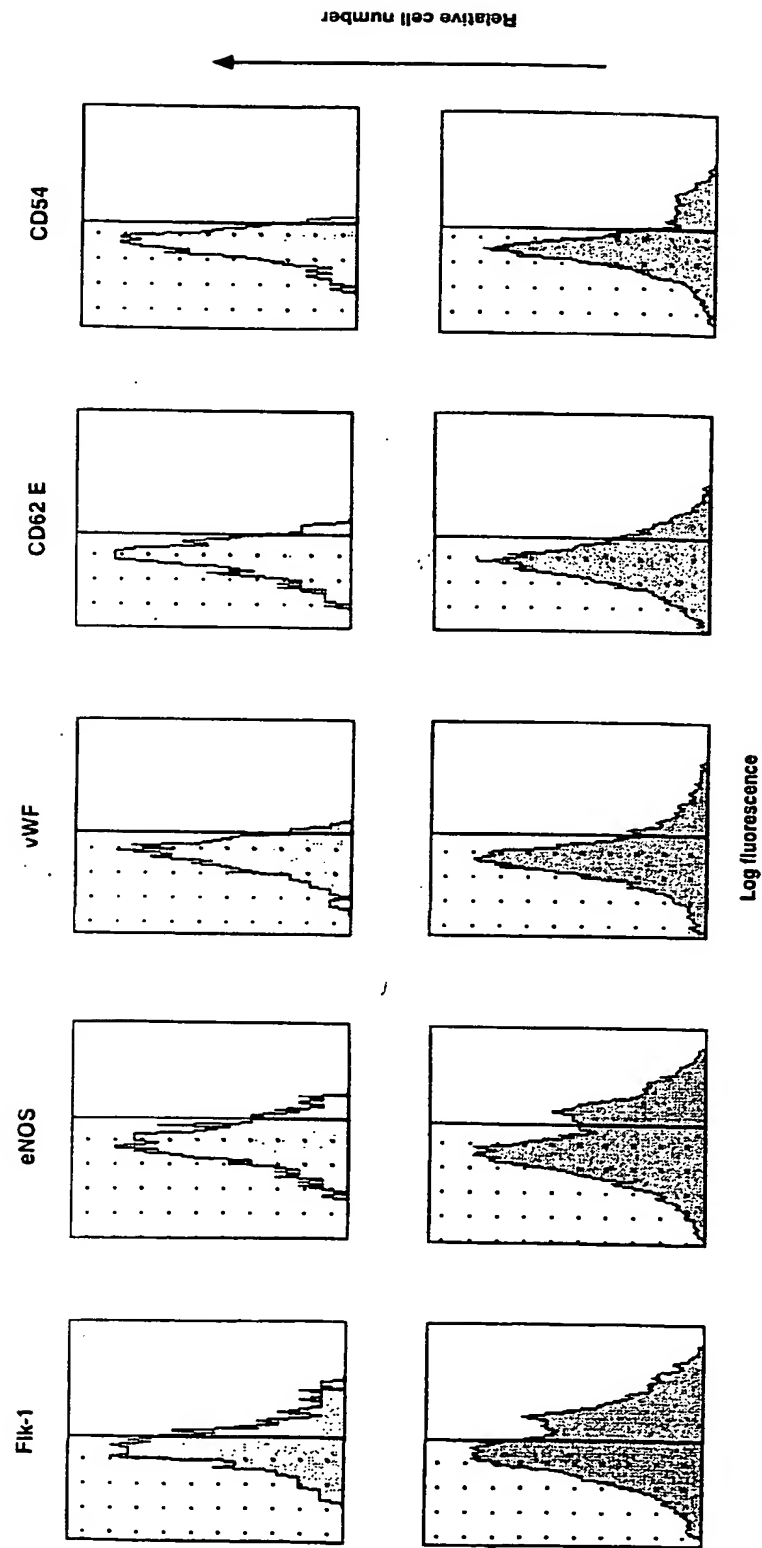 Relative cell number
CD54
CD62 E
vWF
eNOS
Flk-1
Log fluorescence